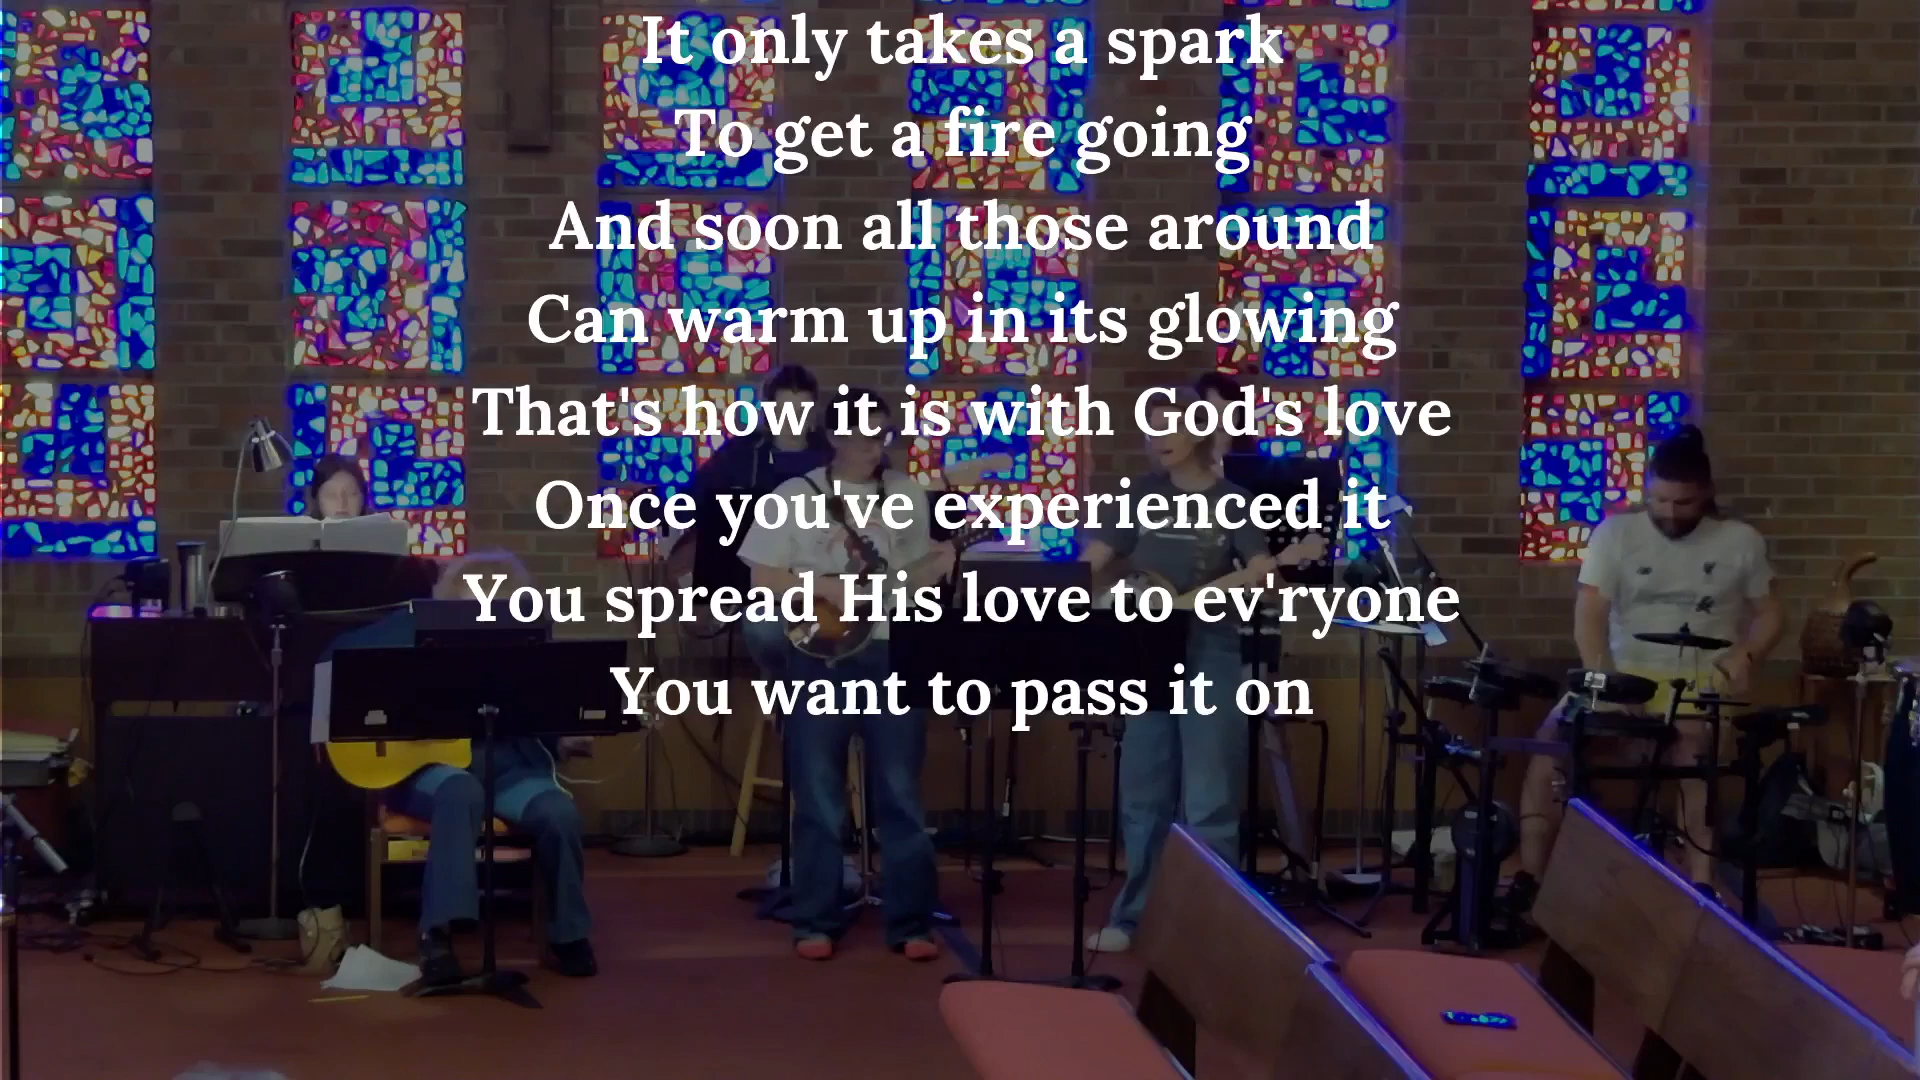 It only takes a spark
To get a fire going
And soon all those around
Can warm up in its glowing
That's how it is with God's love
Once you've experienced it
You spread His love to ev'ryone
You want to pass it on